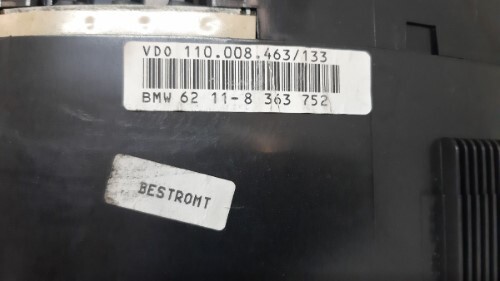 VDO 110.008.463/133
BMW 62 11-8 363 752
BESTROMT